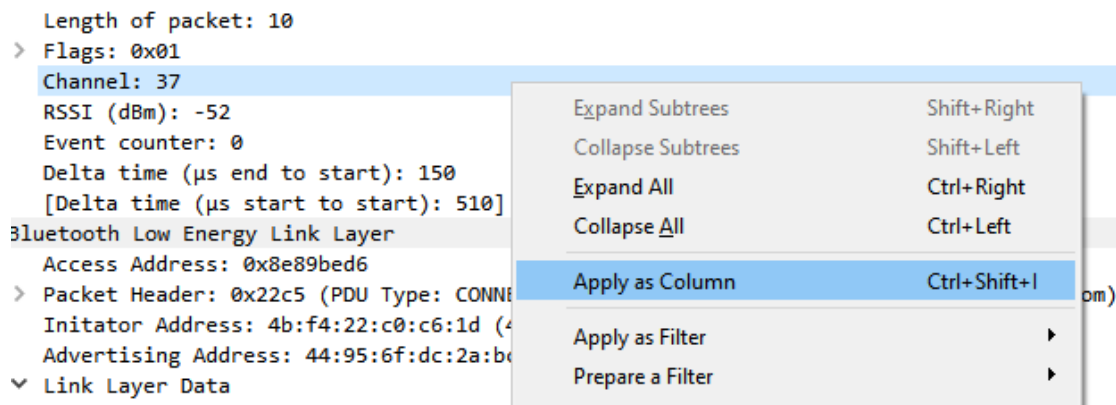 Length of packet: 10
Flags: 0x01
Channel: 37
RSSI (dBm): -52
Event counter: 0
Delta time (µs end to start): 150
[Delta time (µs start to start): 510]
Bluetooth Low Energy Link Layer
Access Address: 0x8e89bed6
Packet Header: 0x22c5 (PDU Type: CONNE om)
Initator Address: 4b:f4:22:c0:c6:1d (4
Advertising Address: 44:95:6f:dc:2a:b
Link Layer Data
Expand Subtrees Shift+Right
Collapse Subtrees Shift+Left
Expand All Ctrl+Right
Collapse All Ctrl+Left
Apply as Column Ctrl+Shift+I
Apply as Filter
Prepare a Filter